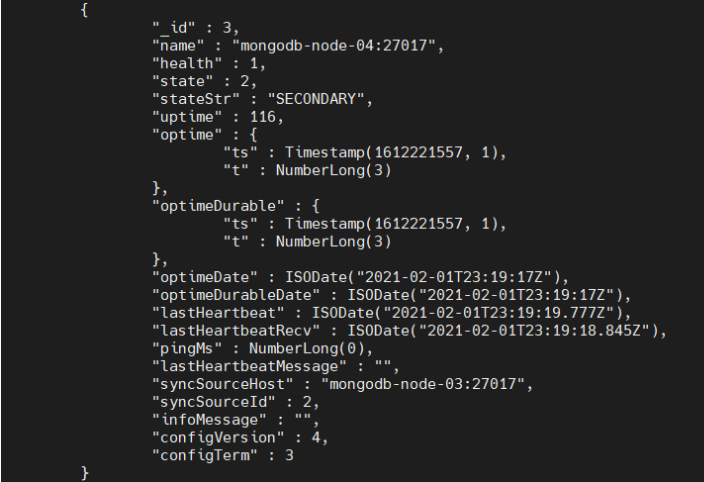 {
"_id" : 3,
"name" : "mongodb-node-04:27017",
"health" : 1,
"state" : 2,
"stateStr" : "SECONDARY",
"uptime" : 116,
"optime" : {
"ts" : Timestamp(1612221557, 1),
"t" : NumberLong(3)
},
"optimeDurable" : {
"ts" : Timestamp(1612221557, 1),
"t" : NumberLong(3)
},
"optimeDate" : ISODate("2021-02-01T23:19:17Z"),
"optimeDurableDate" : ISODate("2021-02-01T23:19:17Z"),
"lastHeartbeat" : ISODate("2021-02-01T23:19:19.777Z"),
"lastHeartbeatRecv" : ISODate("2021-02-01T23:19:18.845Z"),
"pingMs" : NumberLong(0),
"lastHeartbeatMessage" : "",
"syncSourceHost" : "mongodb-node-03:27017",
"syncSourceId" : 2,
"infoMessage" : "",
"configVersion" : 4,
"configTerm" : 3
}